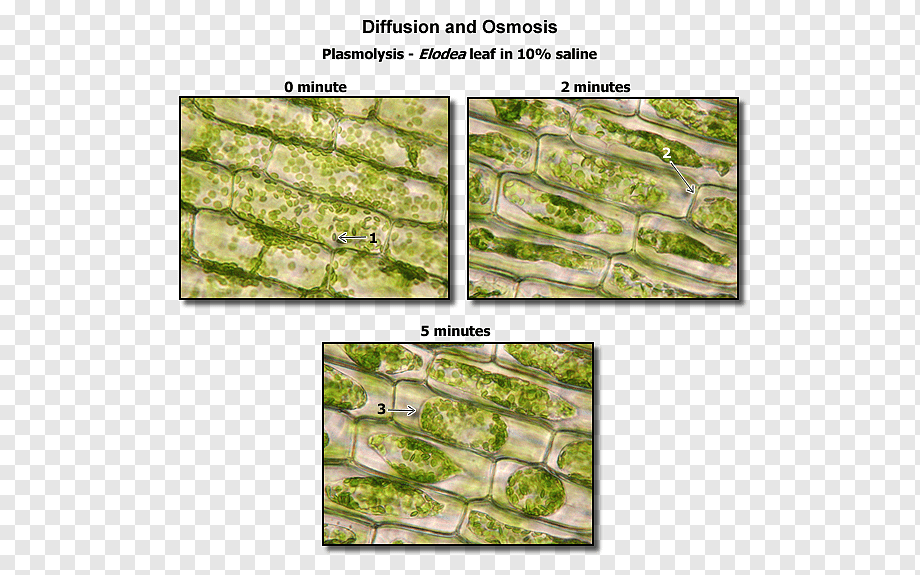 Diffusion and Osmosis
Plasmolysis - Elodea leaf in 10% saline
0 minute
2 minutes
2
1
5 minutes
3